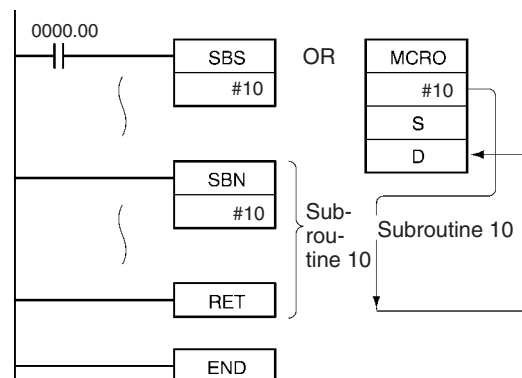 0000.00
SBS
#10
OR
MCRO
#10
S
D
SBN
#10
Sub-
rou-
tine 10
Subroutine 10
RET
END